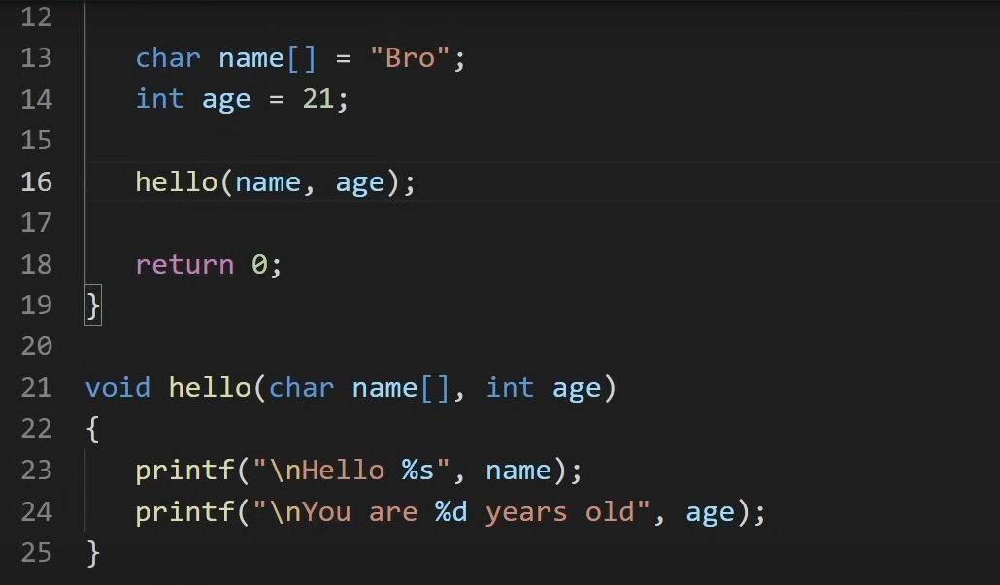 12
13 char name[] = "Bro";
14 int age = 21;
15
16 hello(name, age);
17
18 return 0;
19 }
20
21 void hello(char name[], int age)
22 {
23 printf("\nHello %s", name);
24 printf("\nYou are %d years old", age);
25 }